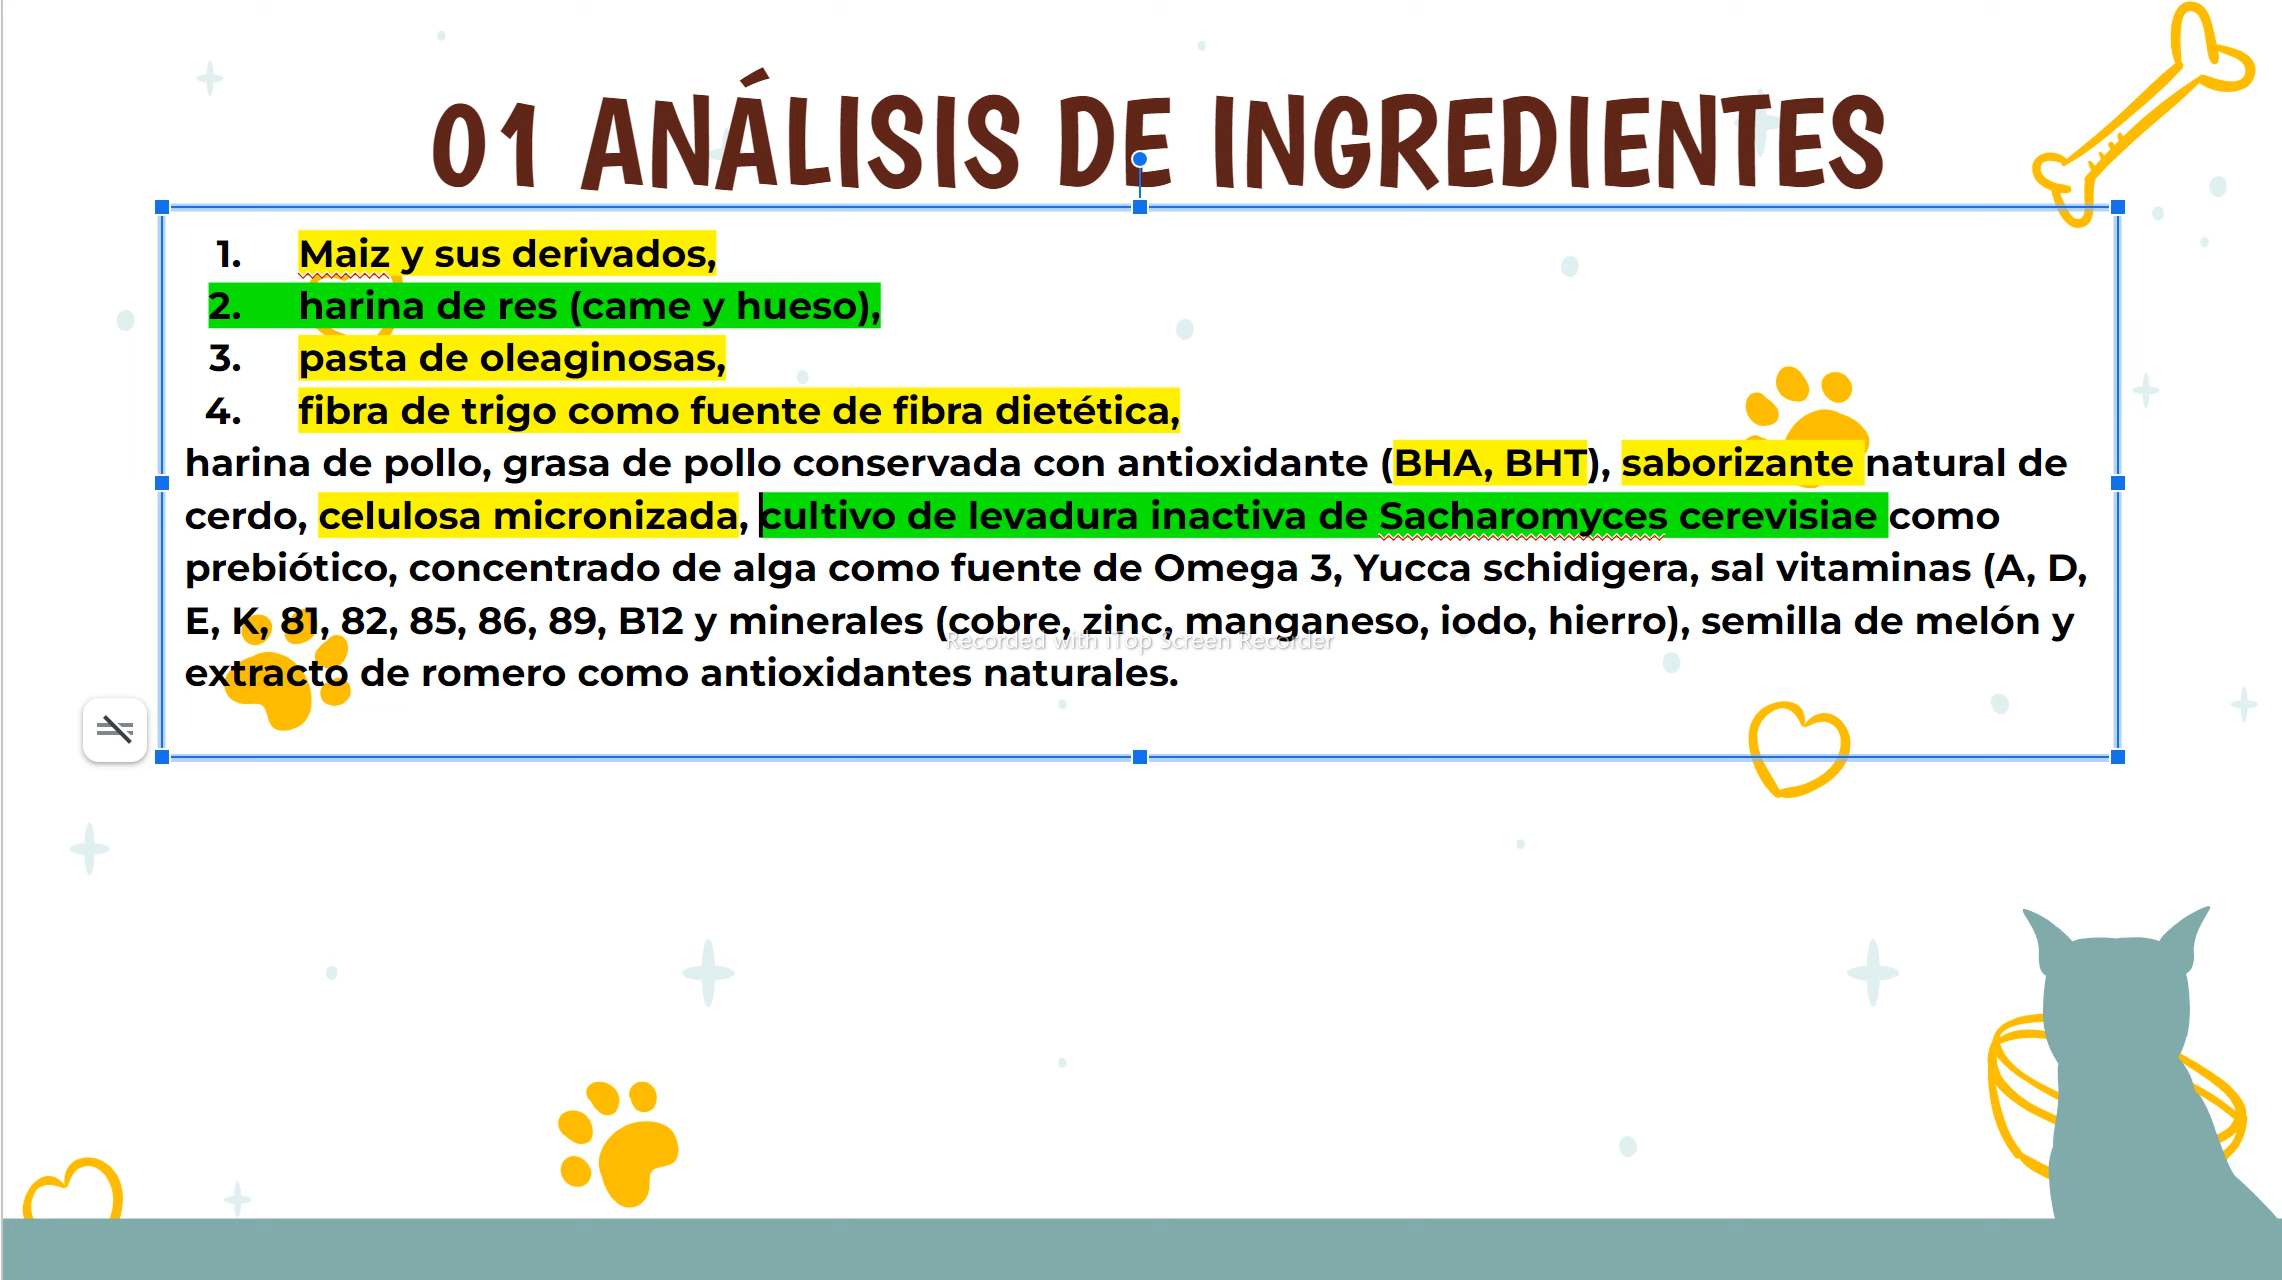 01 ANÁLISIS DE INGREDIENTES
1. Maiz y sus derivados,
2. harina de res (came y hueso),
3. pasta de oleaginosas,
4. fibra de trigo como fuente de fibra dietética,
harina de pollo, grasa de pollo conservada con antioxidante (BHA, BHT), saborizante natural de
cerdo, celulosa micronizada, cultivo de levadura inactiva de Sacharomyces cerevisiae como
prebiótico, concentrado de alga como fuente de Omega 3, Yucca schidigera, sal vitaminas (A, D,
E, K, 81, 82, 85, 86, 89, B12 y minerales (cobre, zinc, manganeso, iodo, hierro), semilla de melón y
Recorded with iTop Screen Recorder
extracto de romero como antioxidantes naturales.